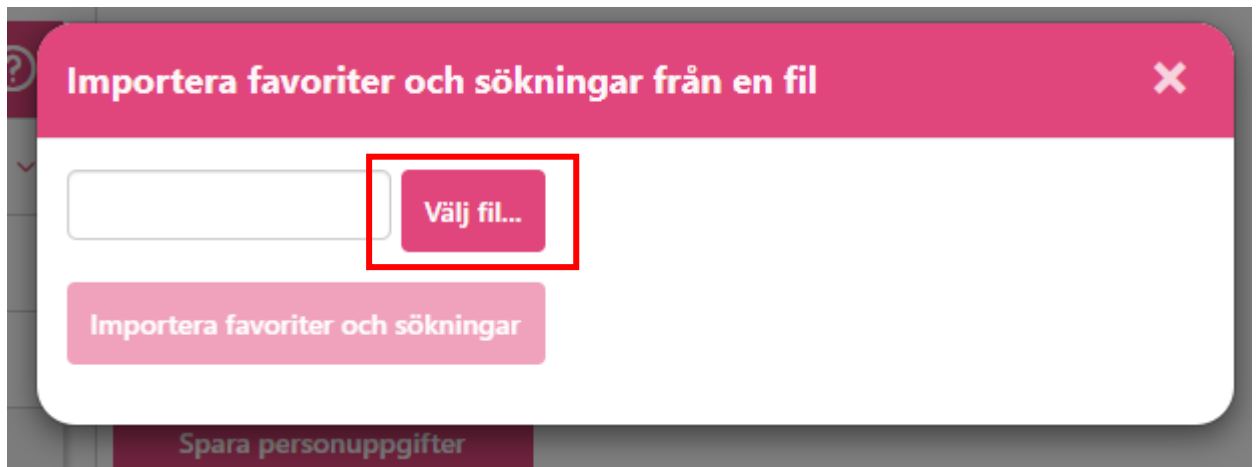 Importera favoriter och sökningar från en fil
Välj fil...
Importera favoriter och sökningar
Spara personuppgifter